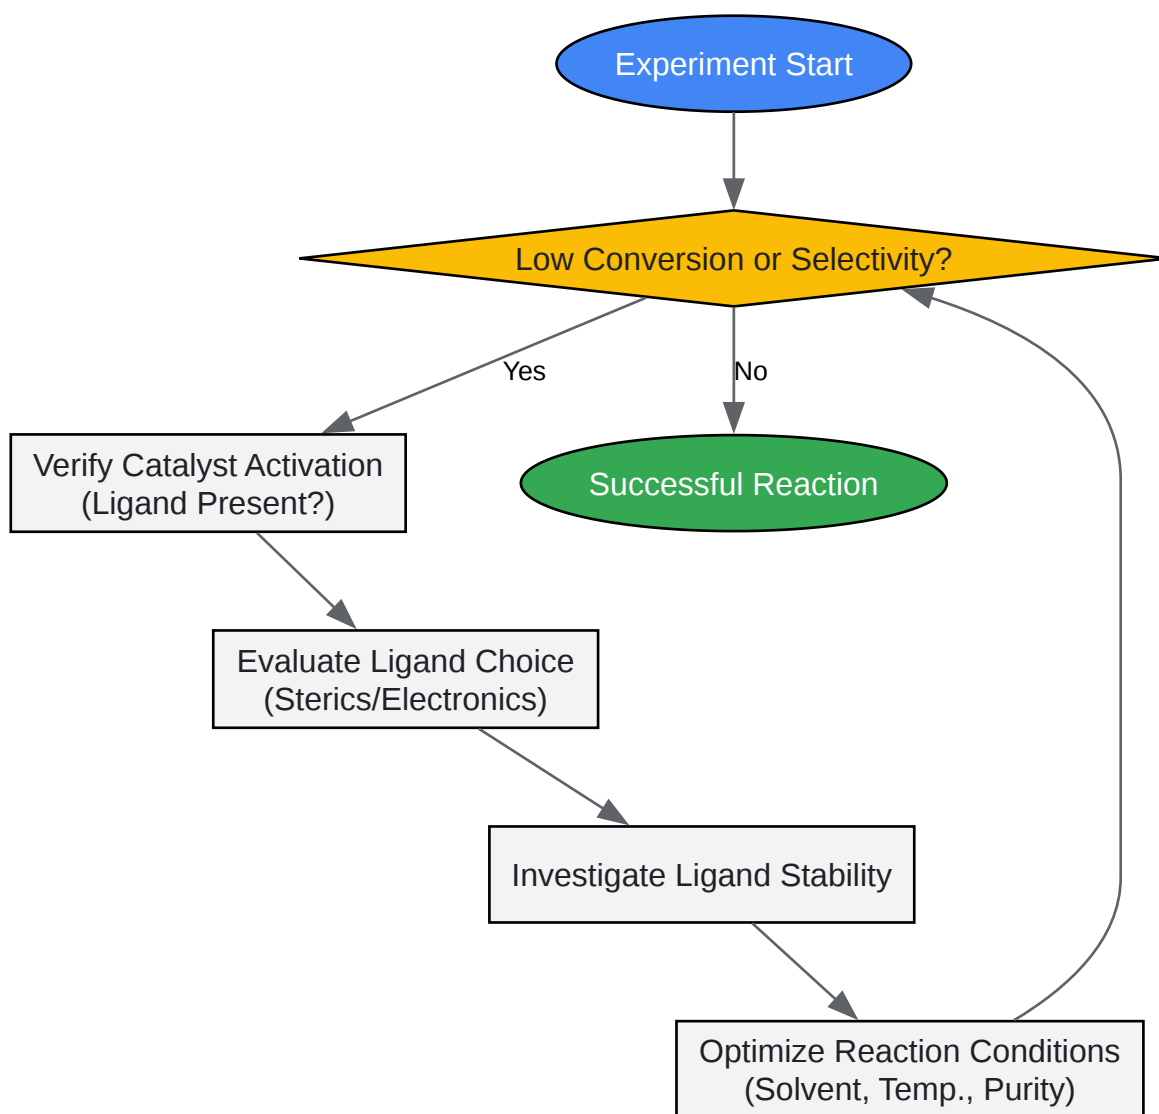 Experiment Start
Low Conversion or Selectivity?
Yes
No
Verify Catalyst Activation
(Ligand Present?)
Successful Reaction
Evaluate Ligand Choice
(Sterics/Electronics)
Investigate Ligand Stability
Optimize Reaction Conditions
(Solvent, Temp., Purity)